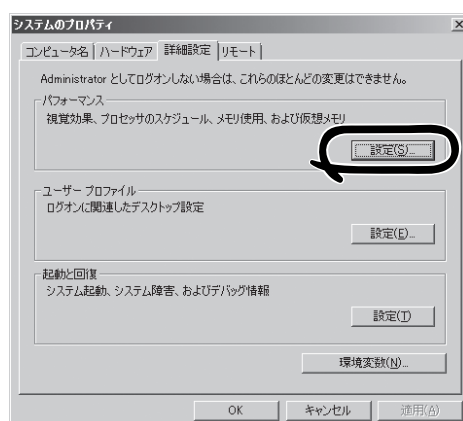 システムのプロパティ
コンピュータ名 ハードウェア 詳細設定 リモート
Administrator としてログオンしない場合は、これらのほとんどの変更はできません。
パフォーマンス
視覚効果、プロセッサのスケジュール、メモリ使用、および仮想メモリ
設定(S)...
ユーザー プロファイル
ログオンに関連したデスクトップ設定
設定(E)...
起動と回復
システム起動、システム障害、およびデバッグ情報
設定(T)
環境変数(N)...
OK キャンセル 適用(A)